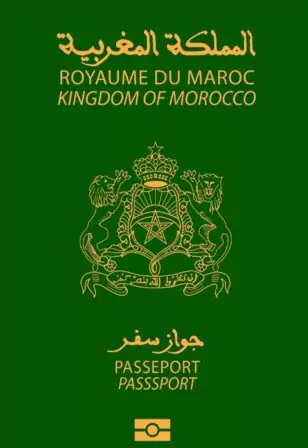 المملكة المغربية
ROYAUME DU MAROC
KINGDOM OF MOROCCO
جواز سفر
PASSEPORT
PASSSPORT